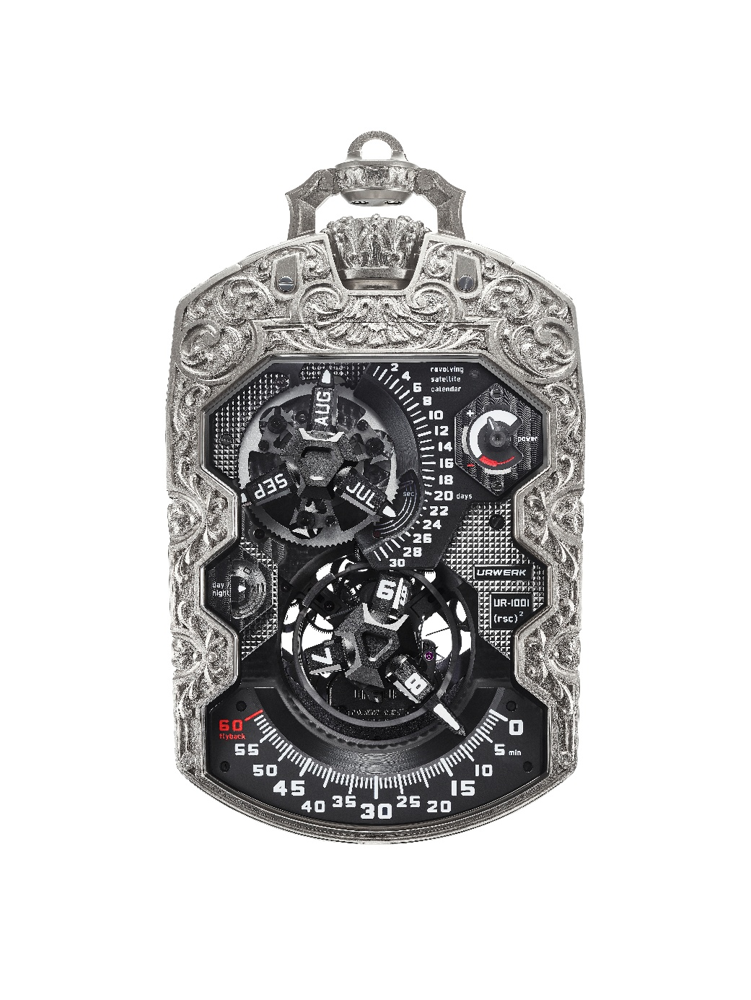 AUG
SEP
JUL
2
4
6
8
10
12
14
16
18
20 days
22
24
26
28
30
revolving
satellite
calendar
+
power
-
sec
day
night
URWERK
UR-1001
(rsc)²
6
7
8
60
flyback
55
50
45
40
35
30
25
20
15
10
5 min
0